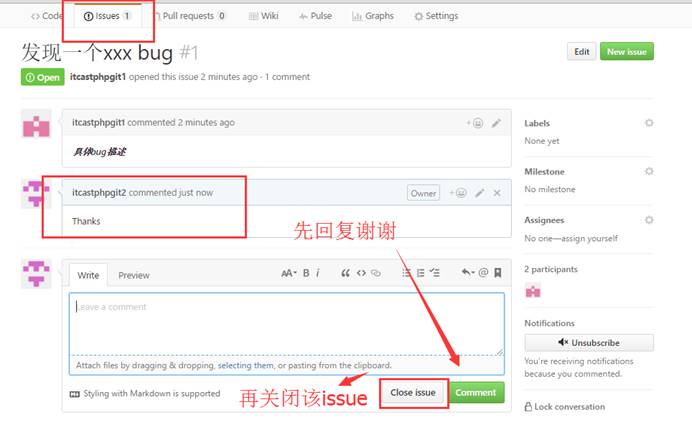 Code Issues 1 Pull requests 0 Wiki Pulse Graphs Settings
发现一个xxx bug #1
Edit New issue
Open itcastphpgit1 opened this issue 2 minutes ago · 1 comment
itcastphpgit1 commented 2 minutes ago
具体bug描述
Labels
None yet
itcastphpgit2 commented just now Owner
Thanks
Milestone
No milestone
Assignees
No one—assign yourself
先回复谢谢
2 participants
Write Preview AA B i
Leave a comment
Attach files by dragging & dropping, selecting them, or pasting from the clipboard.
Notifications
Unsubscribe
You're receiving notifications
because you commented.
Styling with Markdown is supported
再关闭该issue
Close issue Comment
Lock conversation